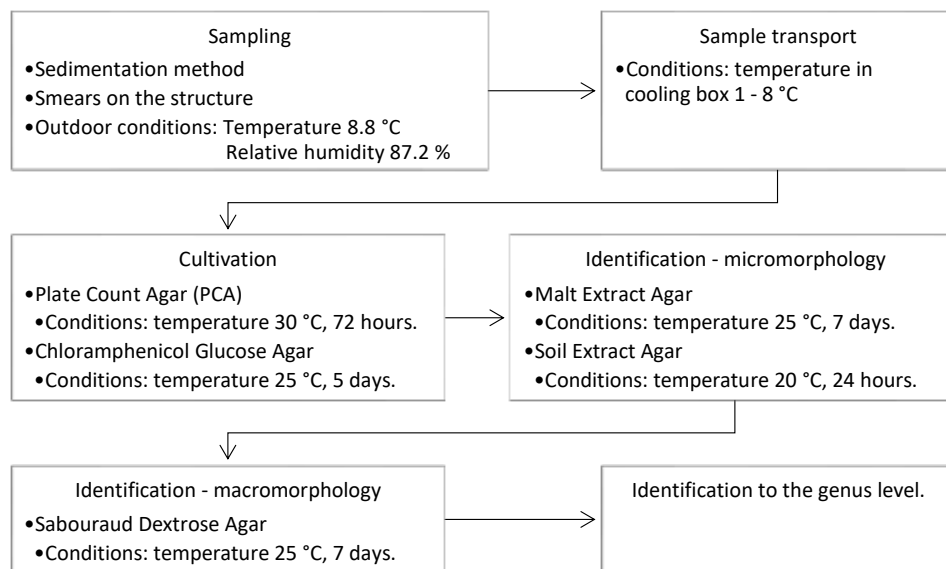 Sampling
•Sedimentation method
•Smears on the structure
•Outdoor conditions: Temperature 8.8 °C
Relative humidity 87.2 %
Sample transport
•Conditions: temperature in
cooling box 1 - 8 °C
Cultivation
•Plate Count Agar (PCA)
•Conditions: temperature 30 °C, 72 hours.
•Chloramphenicol Glucose Agar
•Conditions: temperature 25 °C, 5 days.
Identification - micromorphology
•Malt Extract Agar
•Conditions: temperature 25 °C, 7 days.
•Soil Extract Agar
•Conditions: temperature 20 °C, 24 hours.
Identification - macromorphology
•Sabouraud Dextrose Agar
•Conditions: temperature 25 °C, 7 days.
Identification to the genus level.